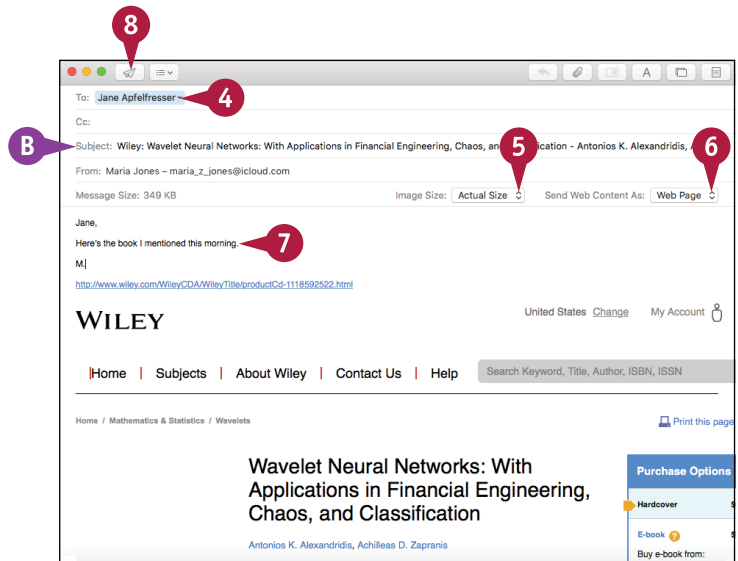 8
A
To: Jane Apfelfresser
4
Cc:
B
Subject: Wiley: Wavelet Neural Networks: With Applications in Financial Engineering, Chaos, an ication - Antonios K. Alexandridis,
5
6
From: Maria Jones – maria_z_jones@icloud.com
Message Size: 349 KB Image Size: Actual Size Send Web Content As: Web Page
Jane,
Here's the book I mentioned this morning.
7
M.
http://www.wiley.com/WileyCDA/WileyTitle/productCd-1118592522.html
WILEY
United States Change My Account
Home | Subjects | About Wiley | Contact Us | Help Search Keyword, Title, Author, ISBN, ISSN
Home / Mathematics & Statistics / Wavelets Print this page
Wavelet Neural Networks: With
Applications in Financial Engineering,
Chaos, and Classification
Antonios K. Alexandridis, Achilleas D. Zapranis
Purchase Options
Hardcover $
E-book ? $
Buy e-book from: